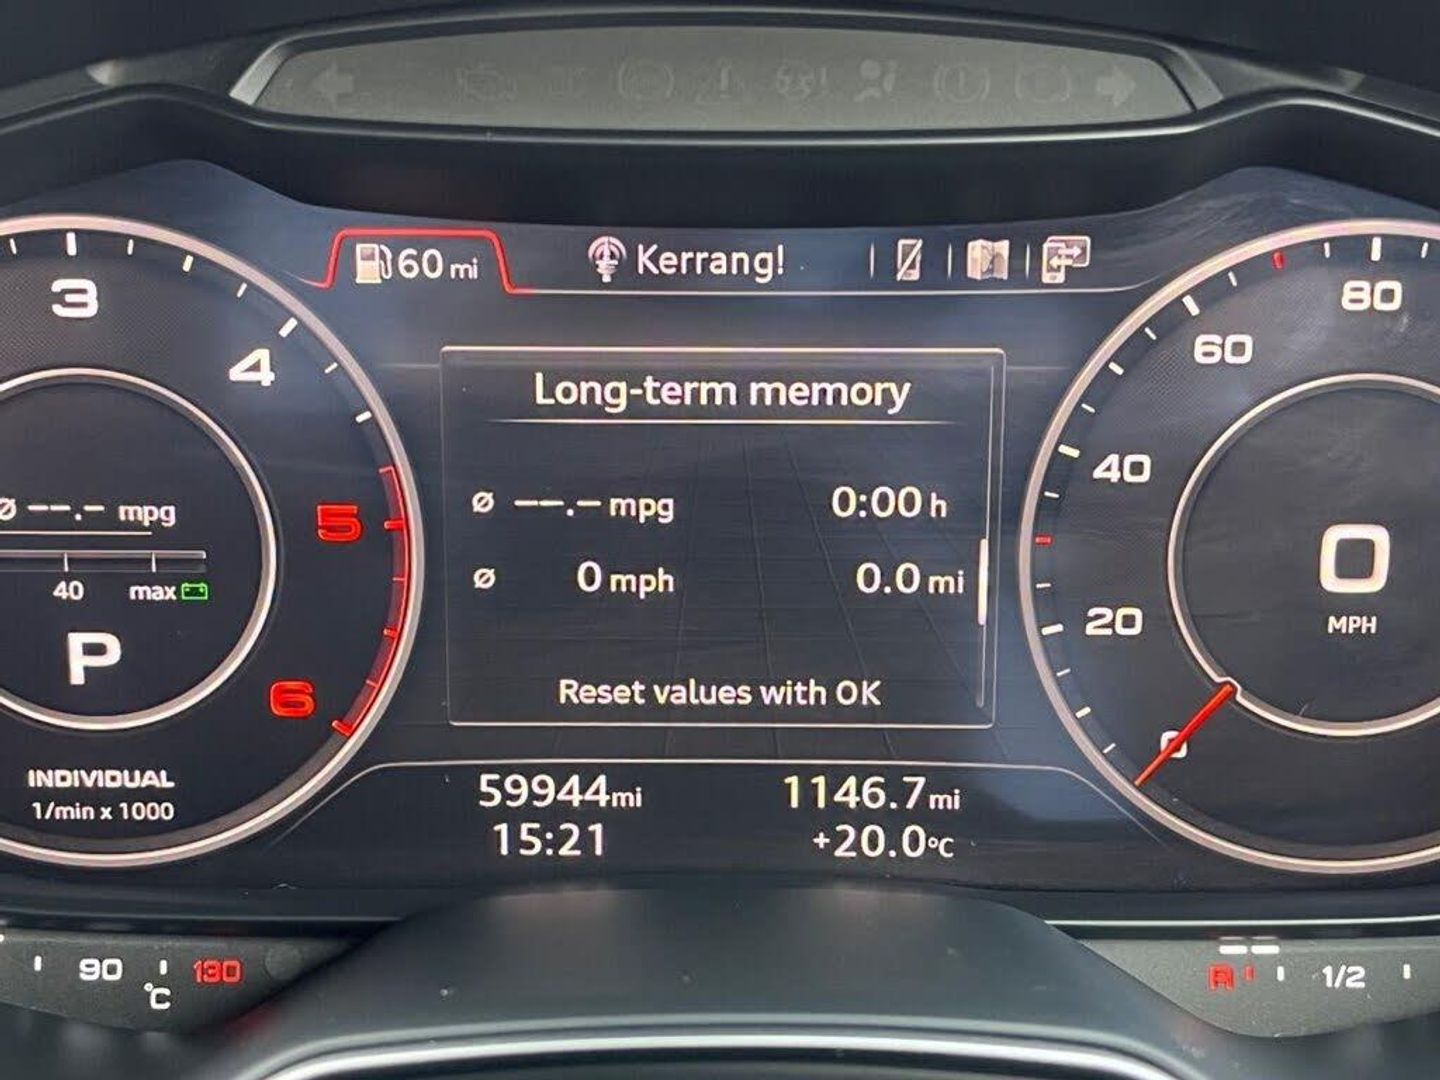 60 mi
Kerrang!
3
4
5
6
Ø --.- mpg
40 max
P
INDIVIDUAL
1/min x 1000
Long-term memory
Ø --.- mpg 0:00 h
Ø 0 mph 0.0 mi
Reset values with OK
59944 mi 1146.7 mi
15:21 +20.0 °C
80
60
40
20
0
0
MPH
90 130
°C
R 1/2